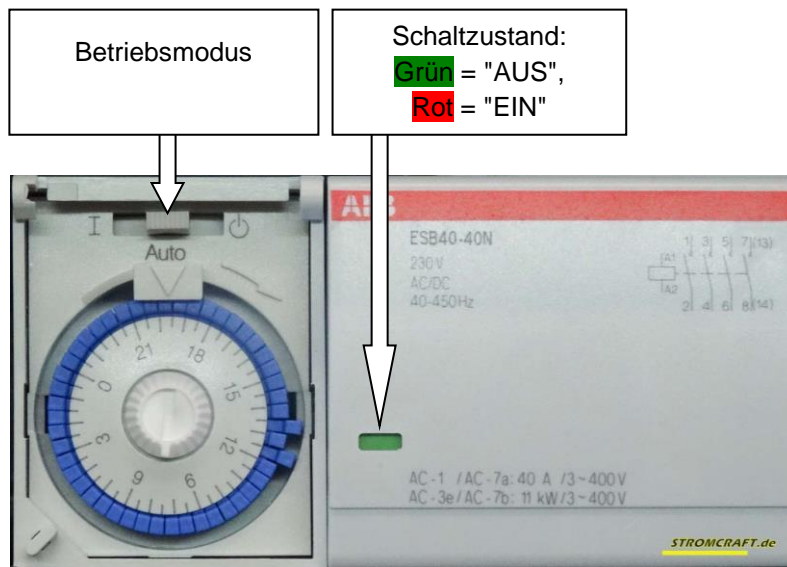 Betriebsmodus
Schaltzustand:
Grün = "AUS",
Rot = "EIN"
I
Auto
21
18
0
15
3
12
6
9
ABB
ESB40-40N
230V
AC/DC
40-450Hz
1 3 5 7 (13)
A1
A2
2 4 6 8 (14)
AC-1 /AC-7a: 40 A /3~400V
AC-3e/AC-7b: 11 kW/3~400V
STROMCRAFT.de